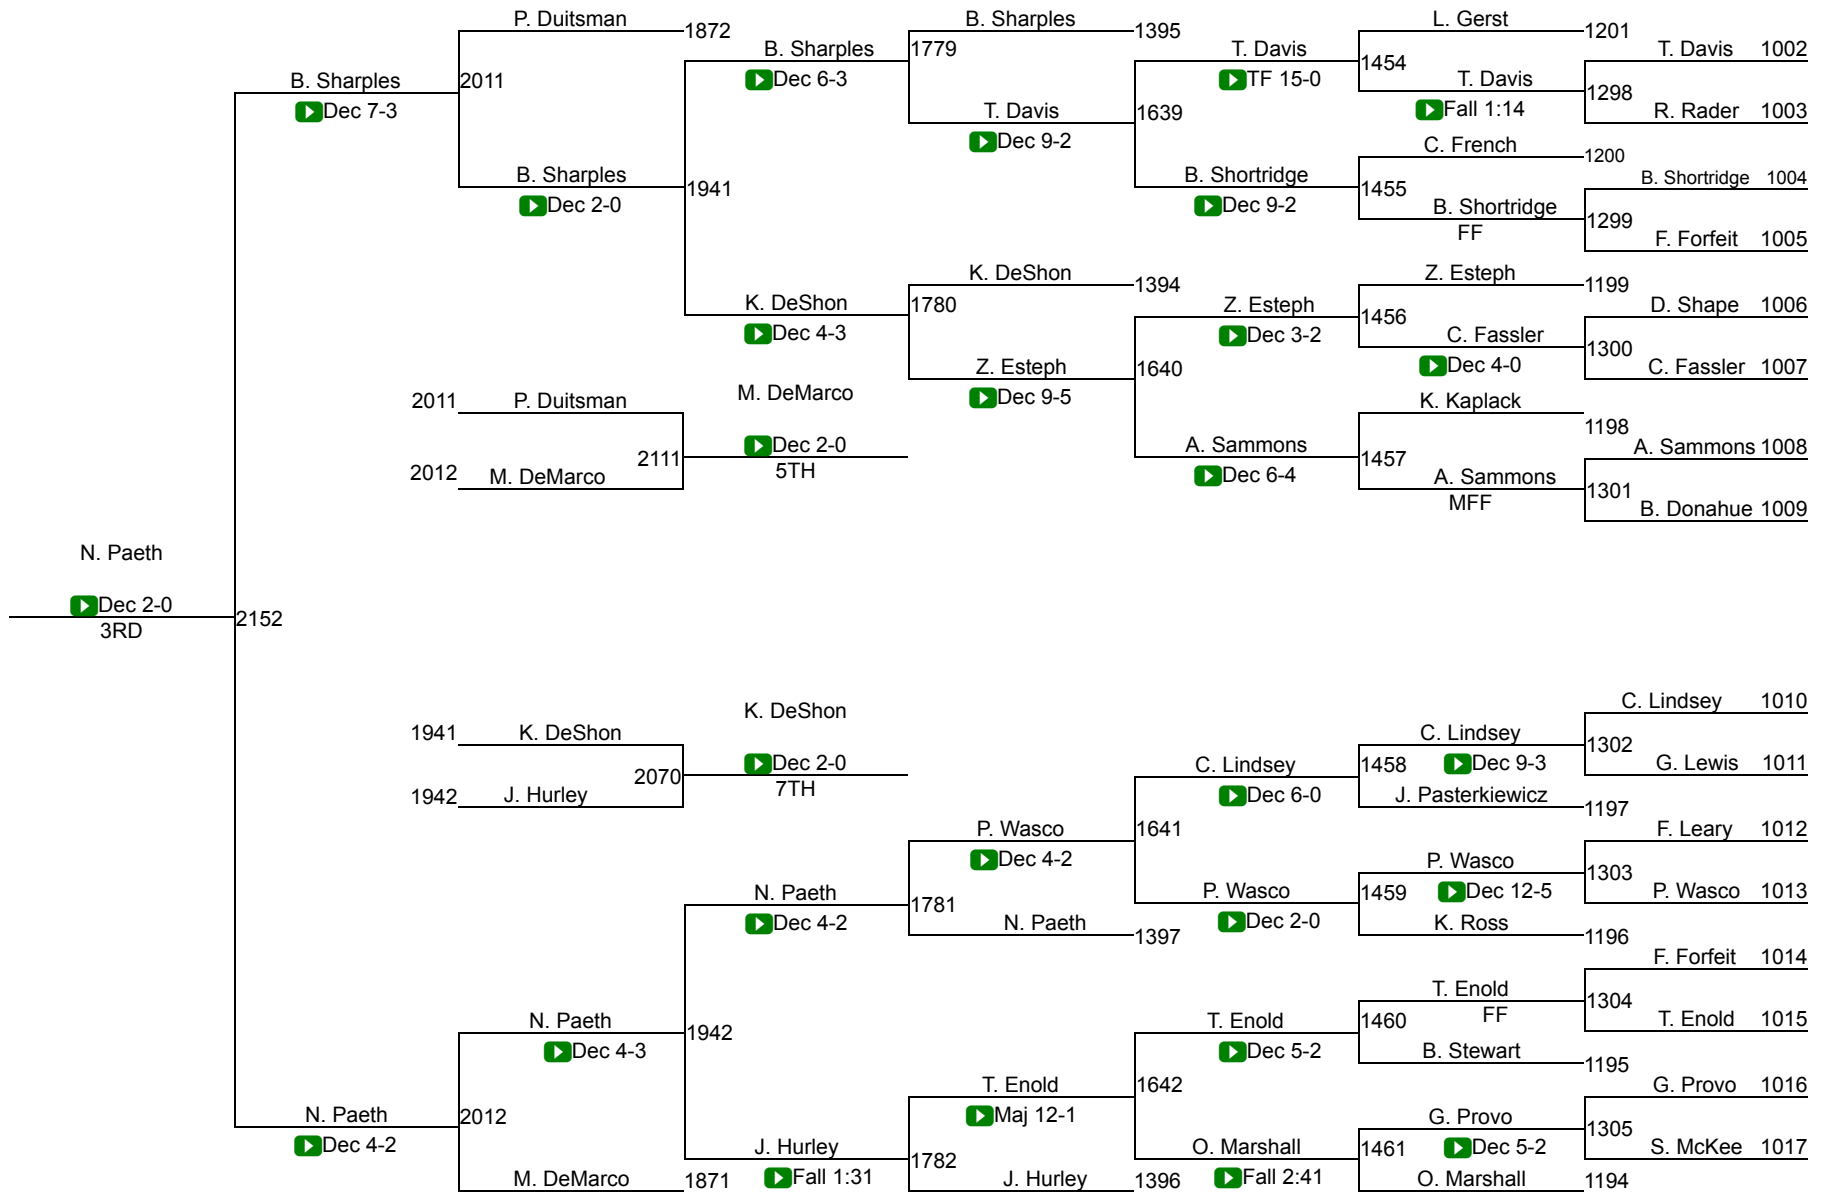 P. Duitsman
1872
B. Sharples
Dec 7-3
2011
B. Sharples
Dec 2-0
B. Sharples
Dec 6-3
1941
K. DeShon
Dec 4-3
B. Sharples
1395
1779
T. Davis
Dec 9-2
K. DeShon
1394
1780
Z. Esteph
Dec 9-5
T. Davis
TF 15-0
1639
B. Shortridge
Dec 9-2
Z. Esteph
Dec 3-2
1640
A. Sammons
Dec 6-4
L. Gerst
1201
1454
T. Davis
Fall 1:14
C. French
1200
1455
B. Shortridge
FF
Z. Esteph
1199
1456
C. Fassler
Dec 4-0
K. Kaplack
1198
1457
A. Sammons
MFF
T. Davis 1002
1298
R. Rader 1003
B. Shortridge 1004
1299
F. Forfeit 1005
D. Shape 1006
1300
C. Fassler 1007
A. Sammons 1008
1301
B. Donahue 1009
2011 P. Duitsman
2012 M. DeMarco
2111
M. DeMarco
Dec 2-0
5TH
N. Paeth
Dec 2-0
3RD
2152
1941 K. DeShon
1942 J. Hurley
2070
K. DeShon
Dec 2-0
7TH
N. Paeth
Dec 4-2
2012
N. Paeth
Dec 4-3
M. DeMarco
1871
1942
N. Paeth
Dec 4-2
J. Hurley
Fall 1:31
P. Wasco
Dec 4-2
1781
N. Paeth
1397
T. Enold
Maj 12-1
1782
J. Hurley
1396
C. Lindsey
Dec 6-0
1641
P. Wasco
Dec 2-0
T. Enold
Dec 5-2
1642
O. Marshall
Fall 2:41
C. Lindsey
Dec 9-3
1458
J. Pasterkiewicz
1197
P. Wasco
Dec 12-5
1459
K. Ross
1196
T. Enold
FF
1460
B. Stewart
1195
G. Provo
Dec 5-2
1461
O. Marshall
1194
C. Lindsey 1010
1302
G. Lewis 1011
F. Leary 1012
1303
P. Wasco 1013
F. Forfeit 1014
1304
T. Enold 1015
G. Provo 1016
1305
S. McKee 1017